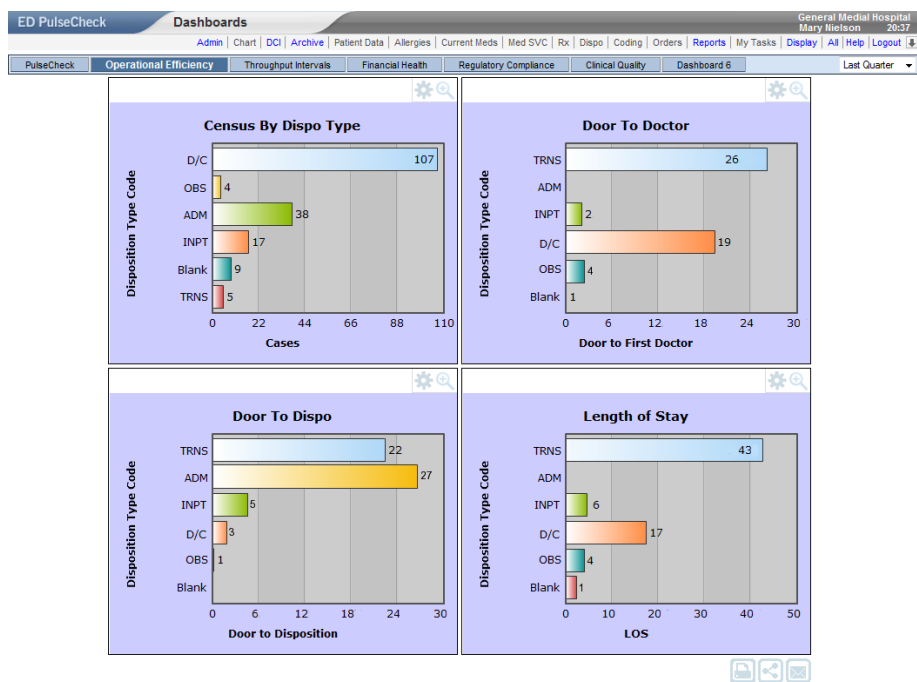 ED PulseCheck Dashboards General Medial Hospital
Mary Nielson 20:37
Admin | Chart | DCI | Archive | Patient Data | Allergies | Current Meds | Med SVC | Rx | Dispo | Coding | Orders | Reports | My Tasks | Display | All | Help | Logout
PulseCheck Operational Efficiency Throughput Intervals Financial Health Regulatory Compliance Clinical Quality Dashboard 6 Last Quarter
Census By Dispo Type
Disposition Type Code
D/C 107
OBS 4
ADM 38
INPT 17
Blank 9
TRNS 5
0 22 44 66 88 110
Cases
Door To Doctor
Disposition Type Code
TRNS 26
ADM
INPT 2
D/C 19
OBS 4
Blank 1
0 6 12 18 24 30
Door to First Doctor
Door To Dispo
Disposition Type Code
TRNS 22
ADM 27
INPT 5
D/C 3
OBS 1
Blank
0 6 12 18 24 30
Door to Disposition
Length of Stay
Disposition Type Code
TRNS 43
ADM
INPT 6
D/C 17
OBS 4
Blank 1
0 10 20 30 40 50
LOS